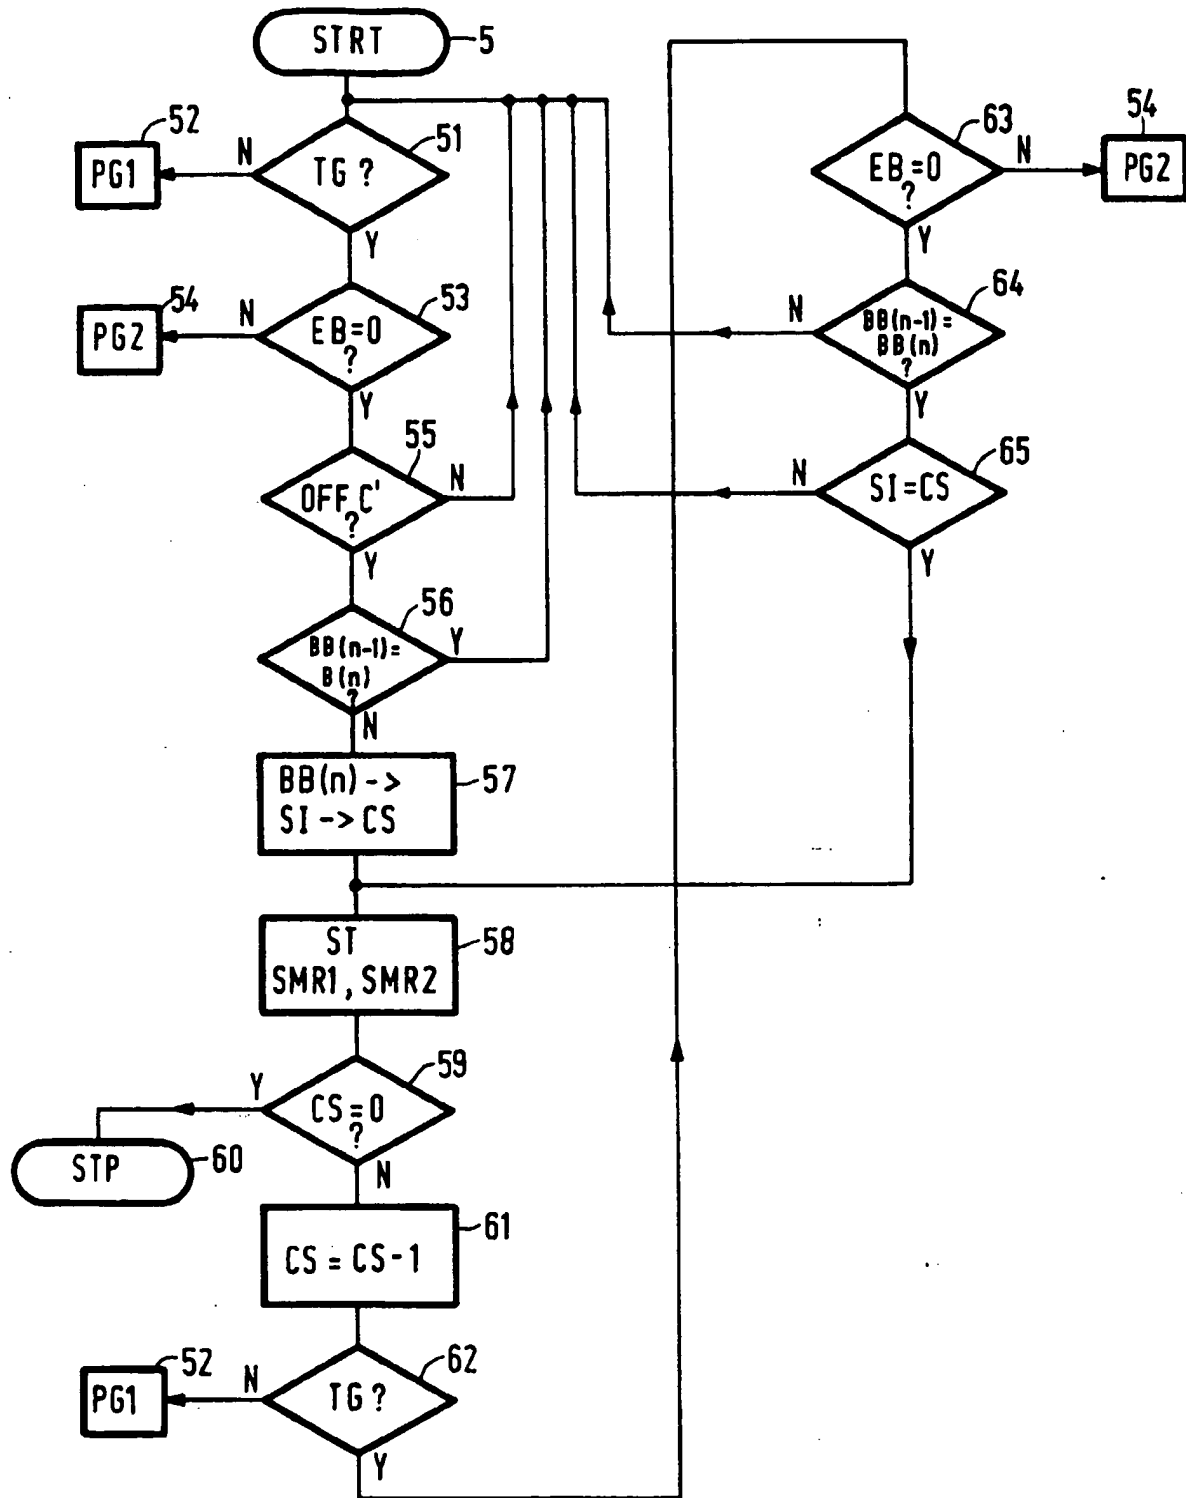 STRT
5
52
PG1
N
51
TG ?
Y
54
PG2
N
53
EB=0
?
Y
55
OFF C'
?
N
Y
56
BB(n-1)=
B(n)
?
Y
N
BB(n) ->
SI -> CS
57
ST
SMR1, SMR2
58
59
Y
CS=0
?
N
STP
60
CS = CS-1
61
52
PG1
N
62
TG ?
Y
63
EB=0
?
N
54
PG2
Y
64
N
BB(n-1)=
BB(n)
?
Y
65
N
SI=CS
Y